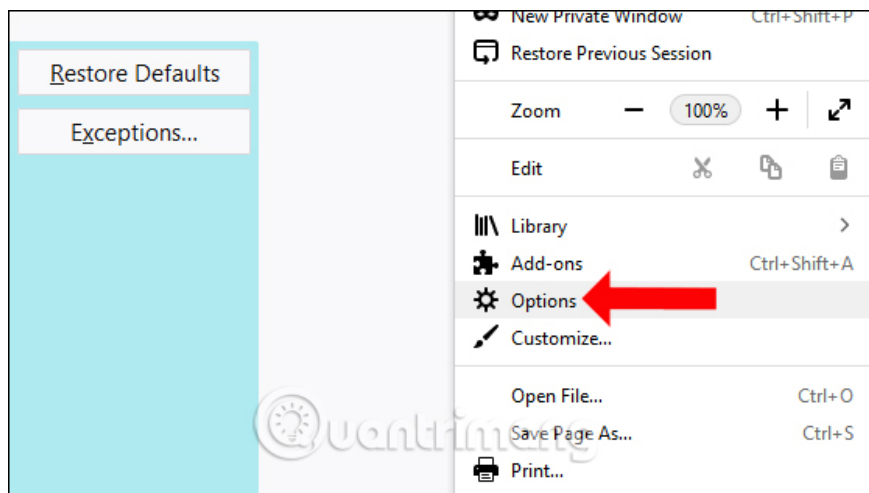 Restore Defaults
Exceptions...
New Private Window Ctrl+Shift+P
Restore Previous Session
Zoom − 100% +
Edit
Library >
Add-ons Ctrl+Shift+A
Options
Customize...
Open File... Ctrl+O
Save Page As... Ctrl+S
Print...
Quantrimang